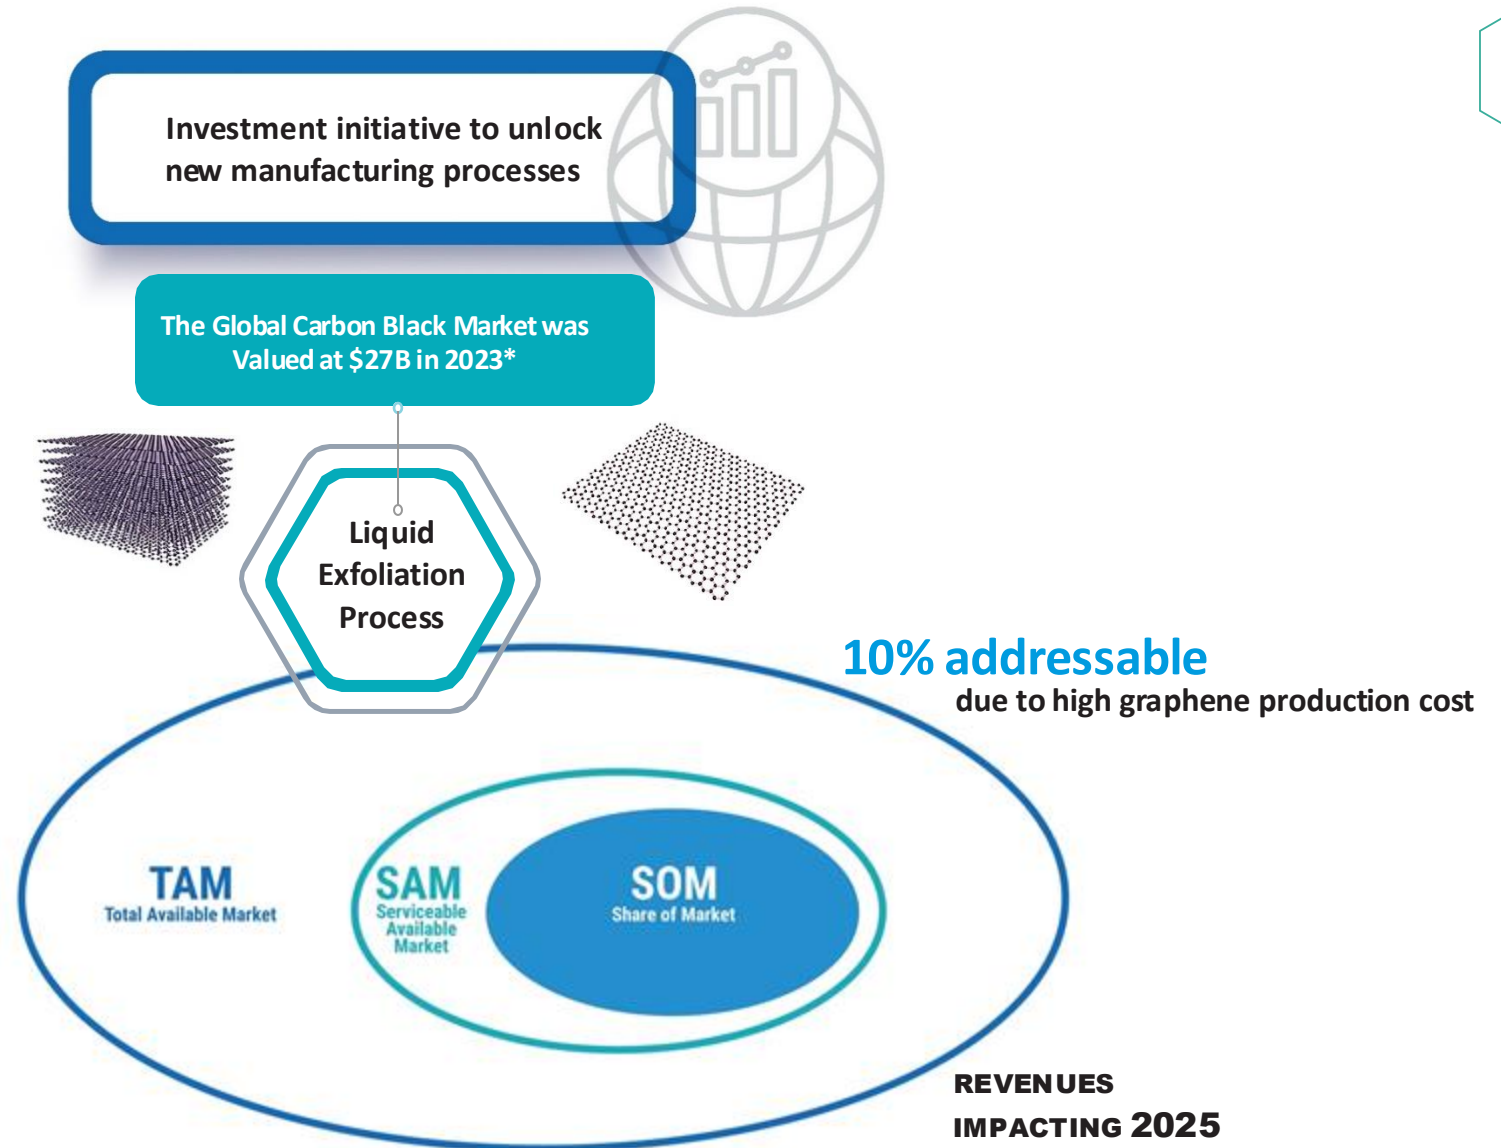 Investment initiative to unlock
new manufacturing processes
The Global Carbon Black Market was
Valued at $27B in 2023*
Liquid
Exfoliation
Process
10% addressable
due to high graphene production cost
TAM
Total Available Market
SAM
Serviceable
Available
Market
SOM
Share of Market
REVENUES
IMPACTING 2025